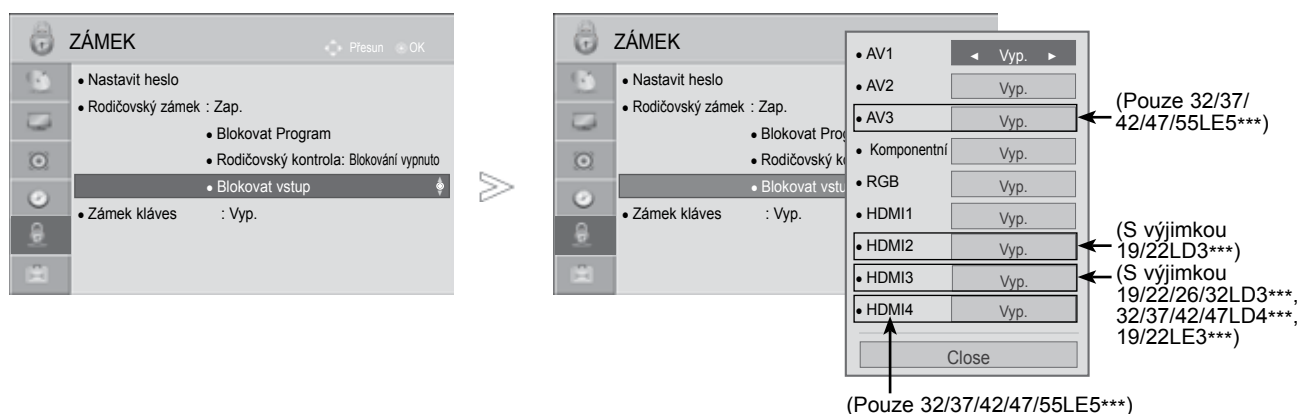 ZÁMEK
Přesun OK
• Nastavit heslo
• Rodičovský zámek : Zap.
• Blokovat Program
• Rodičovský kontrola: Blokování vypnuto
• Blokovat vstup
• Zámek kláves : Vyp.
ZÁMEK
• Nastavit heslo
• Rodičovský zámek : Zap.
• Blokovat Prog
• Rodičovský k
• Blokovat vstu
• Zámek kláves : Vyp.
• AV1 ◄ Vyp. ►
• AV2 Vyp.
• AV3 Vyp.
• Komponentní Vyp.
• RGB Vyp.
• HDMI1 Vyp.
• HDMI2 Vyp.
• HDMI3 Vyp.
• HDMI4 Vyp.
Close
(Pouze 32/37/
42/47/55LE5***)
(S výjimkou
19/22LD3***)
(S výjimkou
19/22/26/32LD3***,
32/37/42/47LD4***,
19/22LE3***)
(Pouze 32/37/42/47/55LE5***)